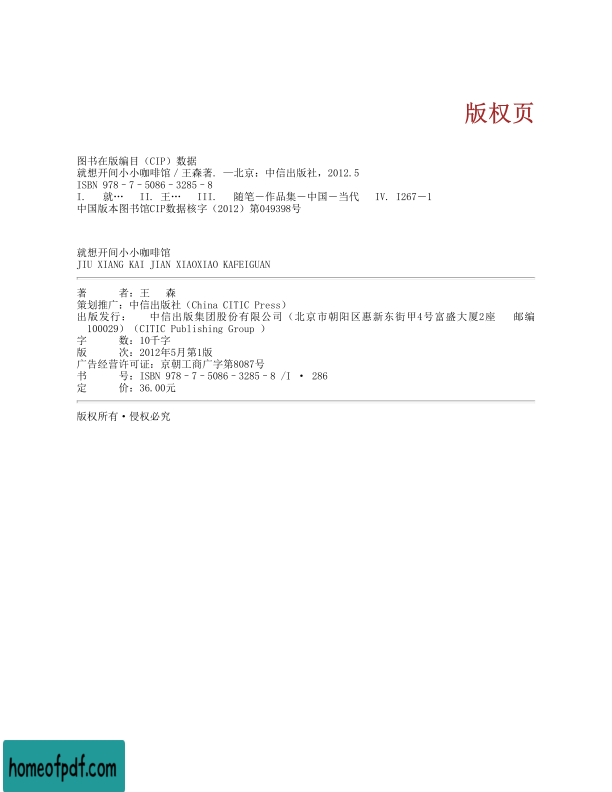 版权页
图书在版编目（CIP）数据
就想开间小小咖啡馆／王森著. —北京：中信出版社，2012.5
ISBN 978–7–5086–3285–8
I. 就… II. 王… III. 随笔－作品集－中国－当代 IV. I267－1
中国版本图书馆CIP数据核字（2012）第049398号
就想开间小小咖啡馆
JIU XIANG KAI JIAN XIAOXIAO KAFEIGUAN
著 者：王 森
策划推广：中信出版社（China CITIC Press）
出版发行： 中信出版集团股份有限公司（北京市朝阳区惠新东街甲4号富盛大厦2座 邮编
100029）（CITIC Publishing Group ）
字 数：10千字
版 次：2012年5月第1版
广告经营许可证：京朝工商广字第8087号
书 号：ISBN 978–7–5086–3285–8 /I · 286
定 价：36.00元
版权所有·侵权必究
homeofpdf.com